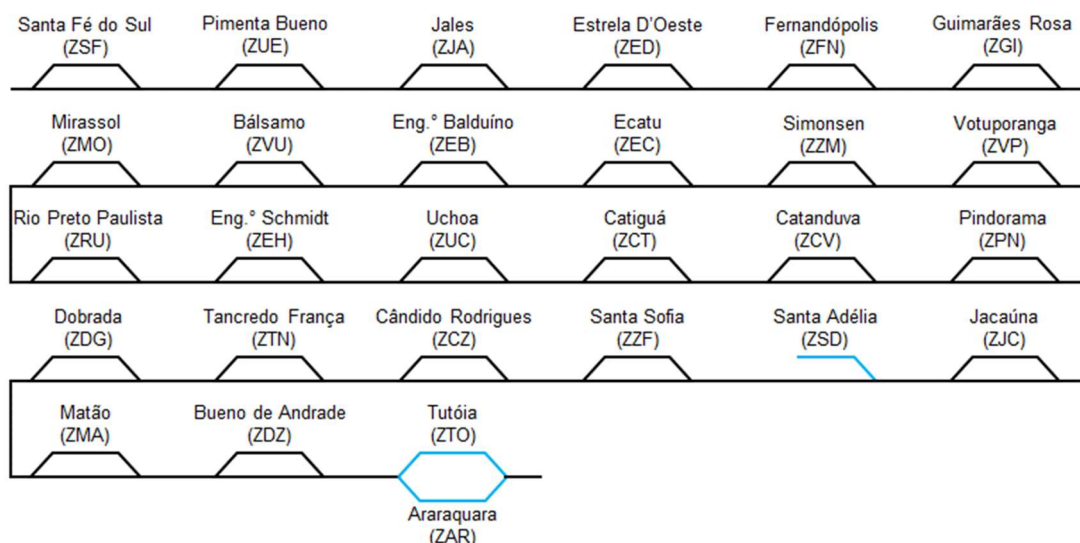 Santa Fé do Sul
(ZSF)
Pimenta Bueno
(ZUE)
Jales
(ZJA)
Estrela D'Oeste
(ZED)
Fernandópolis
(ZFN)
Guimarães Rosa
(ZGI)
Mirassol
(ZMO)
Bálsamo
(ZVU)
Eng.° Balduíno
(ZEB)
Ecatu
(ZEC)
Simonsen
(ZZM)
Votuporanga
(ZVP)
Rio Preto Paulista
(ZRU)
Eng.° Schmidt
(ZEH)
Uchoa
(ZUC)
Catiguá
(ZCT)
Catanduva
(ZCV)
Pindorama
(ZPN)
Dobrada
(ZDG)
Tancredo França
(ZTN)
Cândido Rodrigues
(ZCZ)
Santa Sofia
(ZZF)
Santa Adélia
(ZSD)
Jacaúna
(ZJC)
Matão
(ZMA)
Bueno de Andrade
(ZDZ)
Tutóia
(ZTO)
Araraquara
(ZAR)